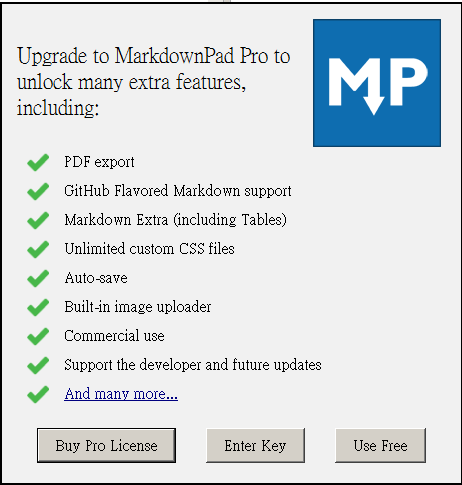 Upgrade to MarkdownPad Pro to
unlock many extra features,
including:
MP
PDF export
GitHub Flavored Markdown support
Markdown Extra (including Tables)
Unlimited custom CSS files
Auto-save
Built-in image uploader
Commercial use
Support the developer and future updates
And many more...
Buy Pro License
Enter Key
Use Free